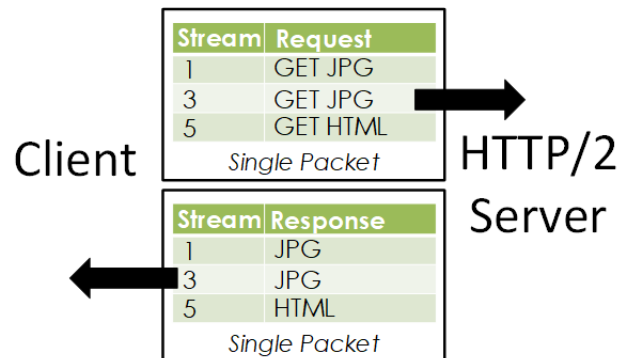 Stream Request
1 GET JPG
3 GET JPG
5 GET HTML
Single Packet
Client
HTTP/2
Server
Stream Response
1 JPG
3 JPG
5 HTML
Single Packet